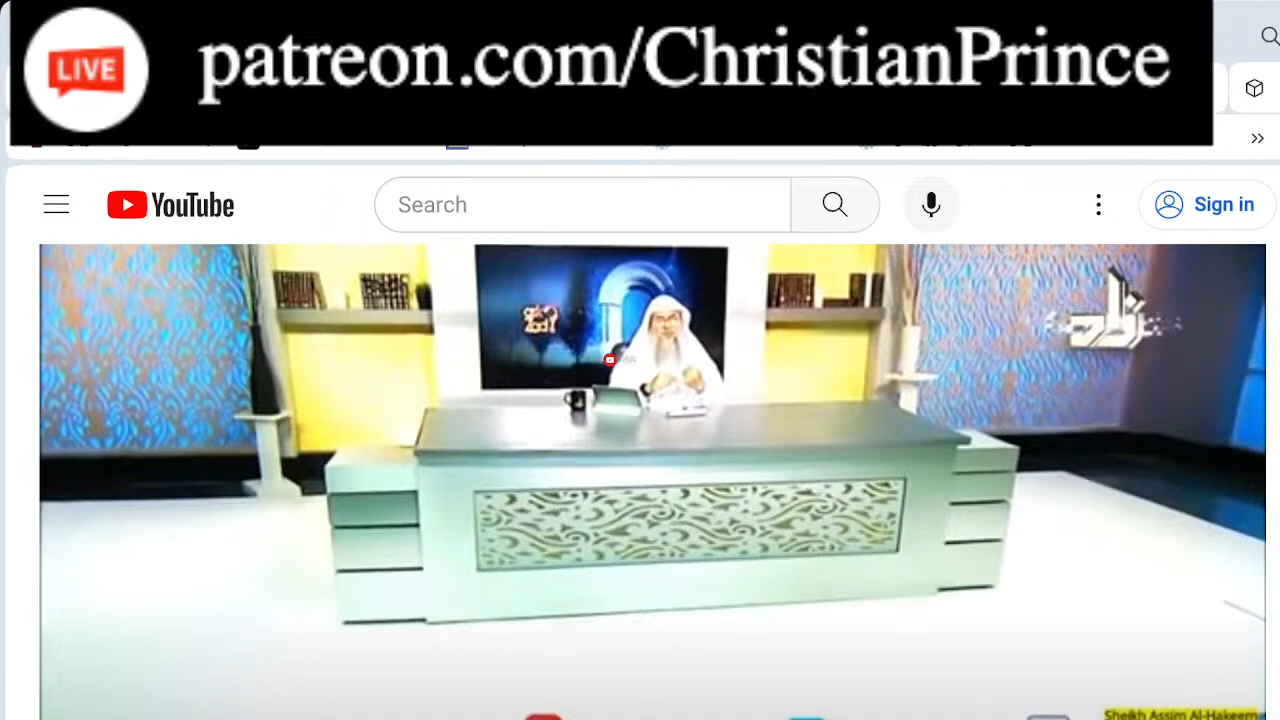 LIVE
patreon.com/ChristianPrince
YouTube
Search
Sign in
Sheikh Assim Al-Hakeem